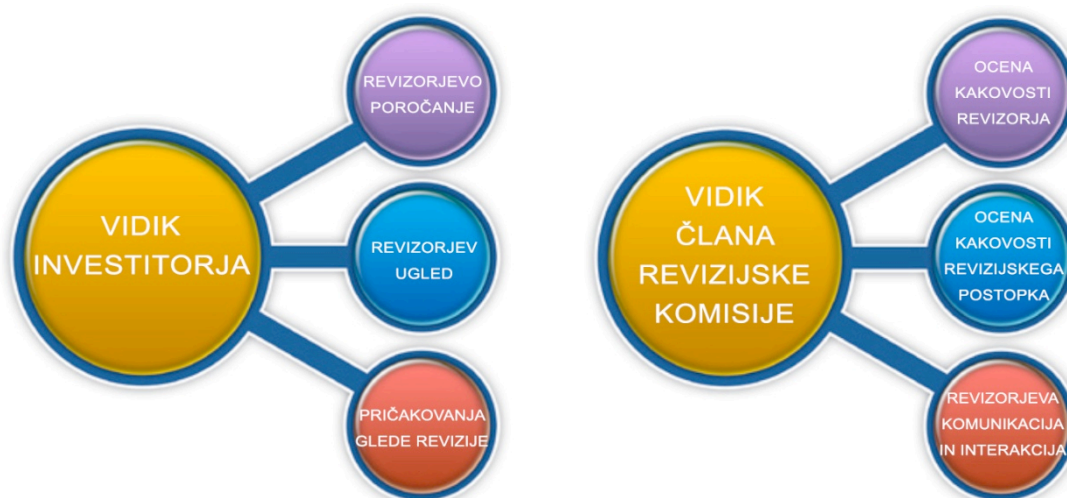 VIDIK
INVESTITORJA
REVIZORJEVO
POROČANJE
REVIZORJEV
UGLED
PRIČAKOVANJA
GLEDE REVIZIJE
VIDIK
ČLANA
REVIZIJSKE
KOMISIJE
OCENA
KAKOVOSTI
REVIZORJA
OCENA
KAKOVOSTI
REVIZIJSKEGA
POSTOPKA
REVIZORJEVA
KOMUNIKACIJA
IN INTERAKCIJA